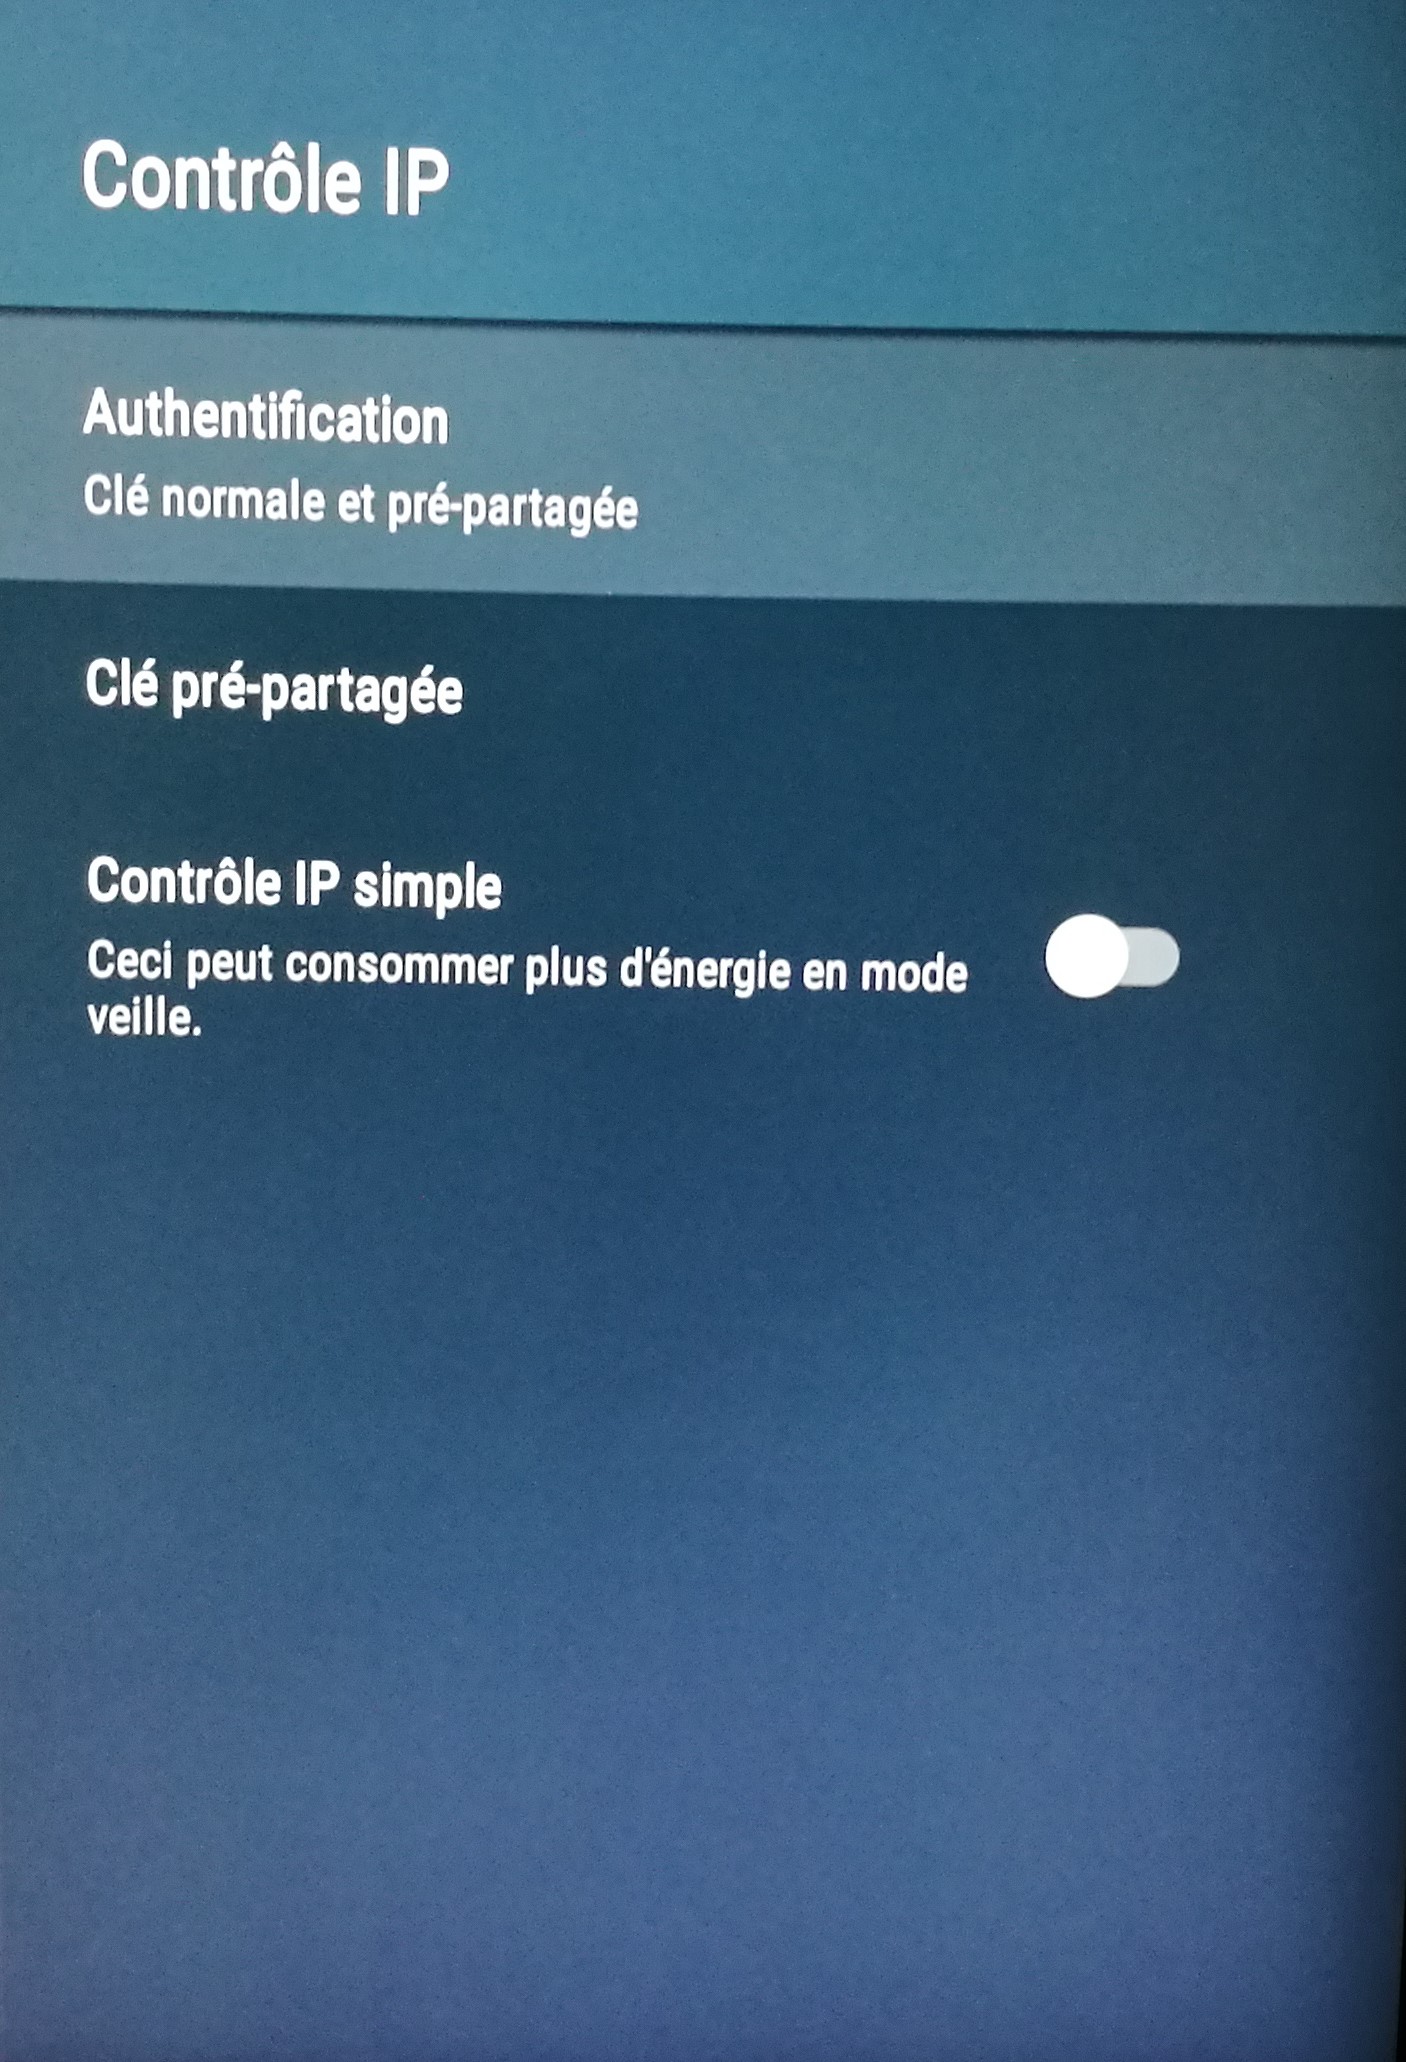 Contrôle IP
Authentification
Clé normale et pré-partagée
Clé pré-partagée
Contrôle IP simple
Ceci peut consommer plus d'énergie en mode
veille.